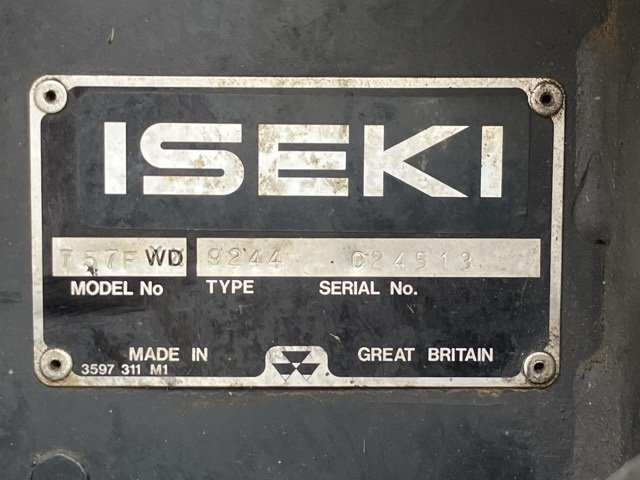 ISEKI
T57F WD 9244 C24513
MODEL No TYPE SERIAL No.
MADE IN GREAT BRITAIN
3597 311 M1